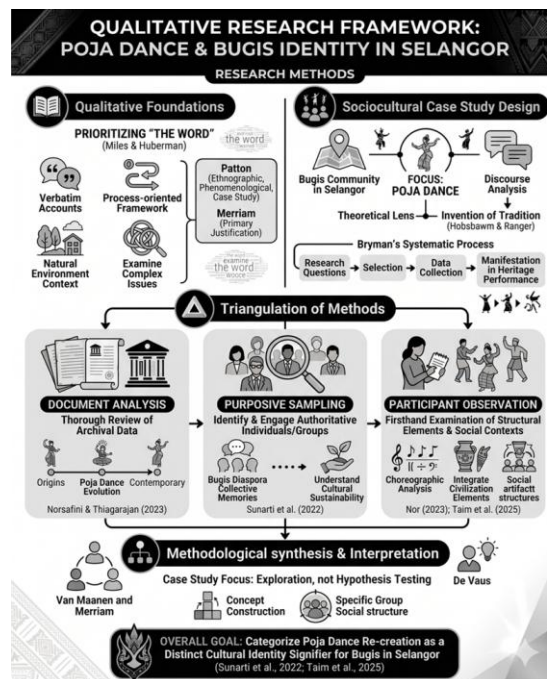 QUALITATIVE RESEARCH FRAMEWORK:
POJA DANCE & BUGIS IDENTITY IN SELANGOR
RESEARCH METHODS
Qualitative Foundations
PRIORITIZING "THE WORD"
(Miles & Huberman)
the word
Verbatim
Accounts
Process-oriented
Framework
Natural
Environment
Context
Examine
Complex
Issues
Patton
(Ethnographic,
Phenomenological,
Case Study)
Merriam
(Primary
Justification)
the word
Sociocultural Case Study Design
Bugis Community
in Selangor
FOCUS:
POJA DANCE
Discourse
Analysis
Theoretical Lens
Invention of Tradition
(Hobsbawm & Ranger)
Bryman's Systematic Process
Research
Questions
Selection
Data
Collection
Manifestation
in Heritage
Performance
Triangulation of Methods
DOCUMENT ANALYSIS
Thorough Review of
Archival Data
Origins
Poja Dance
Evolution
Contemporary
Norsafini & Thiagarajan (2023)
PURPOSIVE SAMPLING
Identify & Engage Authoritative
Individuals/Groups
Bugis Diaspora
Collective
Memories
Understand
Cultural
Sustainability
Sunarti et al. (2022)
PARTICIPANT OBSERVATION
Firsthand Examination of Structural
Elements & Social Contexts
Choreographic
Analysis
Integrate
Civilization
Elements
Social
artifactt
structures
Nor (2023); Taim et al. (2025)
Methodological synthesis & Interpretation
Case Study Focus: Exploration, not Hypothesis Testing
Van Maanen and
Merriam
Concept
Construction
Specific Group
Social structure
De Vaus
OVERALL GOAL: Categorize Poja Dance Re-creation as a
Distinct Cultural Identity Signifier for Bugis in Selangor
(Sunarti et al., 2022; Taim et al., 2025)